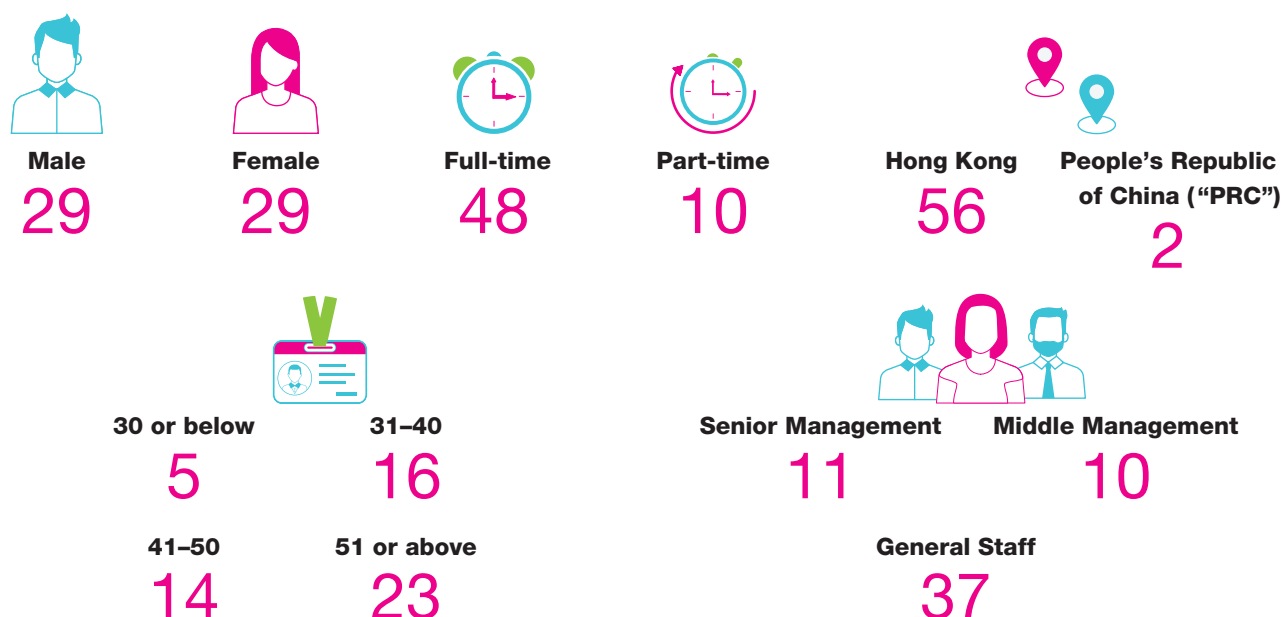 Male
29
Female
29
Full-time
48
Part-time
10
Hong Kong
56
People’s Republic
of China (“PRC”)
2
30 or below
5
31–40
16
41–50
14
51 or above
23
Senior Management
11
Middle Management
10
General Staff
37